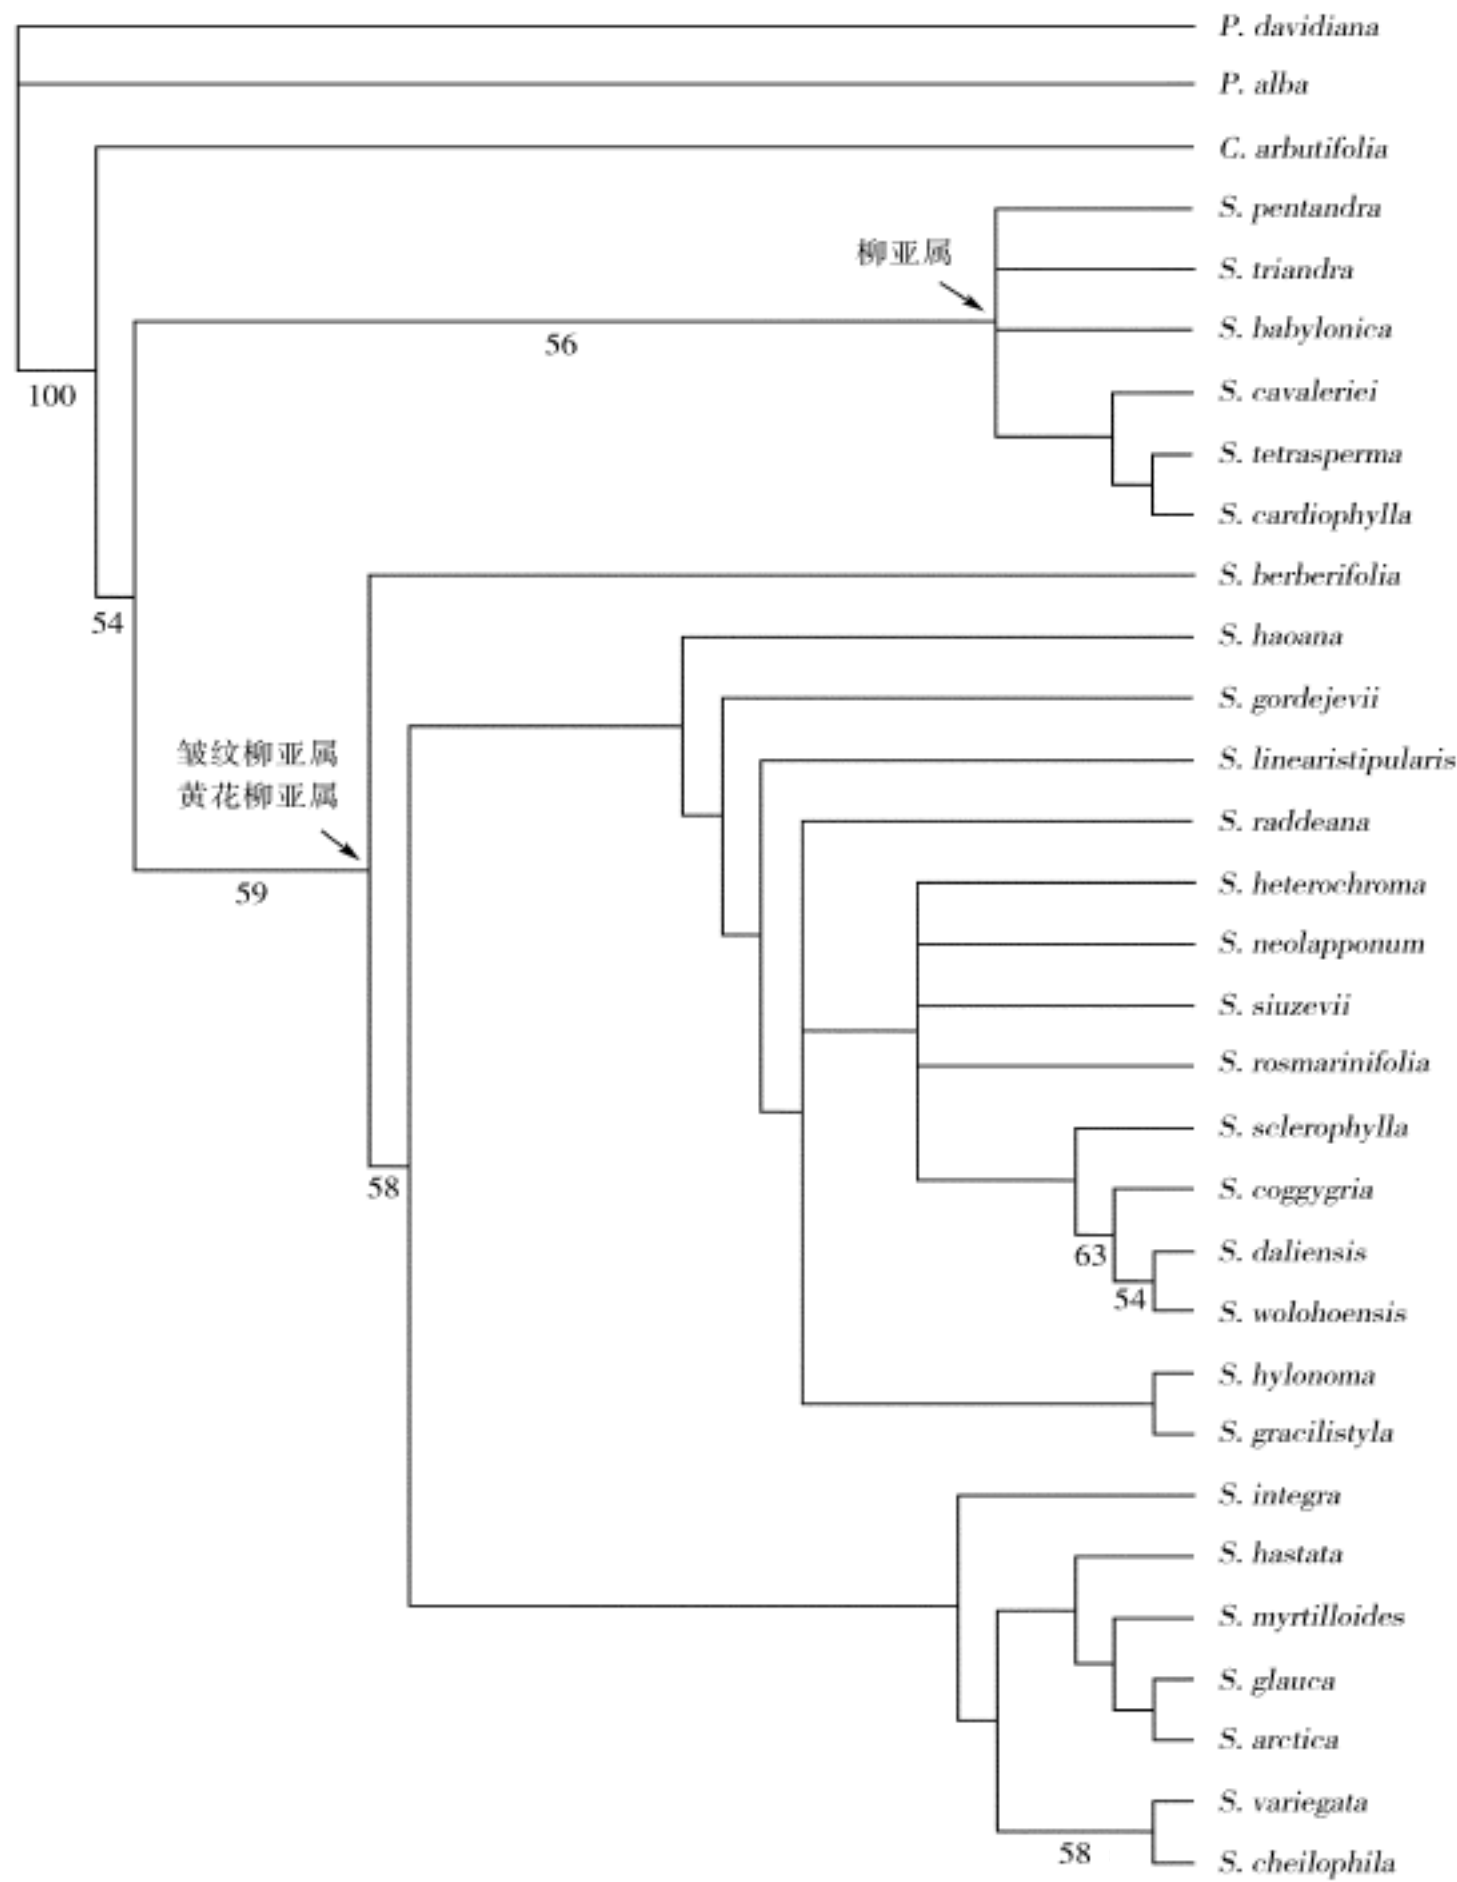 P. davidiana
P. alba
C. arbutifolia
S. pentandra
柳亚属
S. triandra
S. babylonica
56
100
S. cavaleriei
S. tetrasperma
S. cardiophylla
S. berberifolia
54
S. haoana
S. gordejevii
皱纹柳亚属
黄花柳亚属
S. linearistipularis
S. raddeana
59
S. heterochroma
S. neolapponum
S. siuzevii
S. rosmarinifolia
S. sclerophylla
58
S. coggygria
63
S. daliensis
54
S. wolohoensis
S. hylonoma
S. gracilistyla
S. integra
S. hastata
S. myrtilloides
S. glauca
S. arctica
S. variegata
58
S. cheilophila